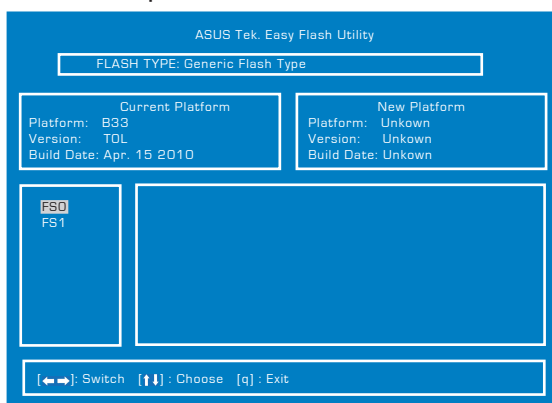 ASUS Tek. Easy Flash Utility
FLASH TYPE: Generic Flash Type
Current Platform
Platform: B33
Version: TOL
Build Date: Apr. 15 2010
New Platform
Platform: Unkown
Version: Unkown
Build Date: Unkown
FS0
FS1
[←→]: Switch [↑↓] : Choose [q] : Exit